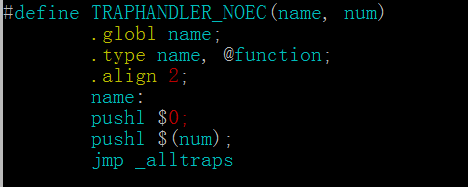 #define TRAPHANDLER_NOEC(name, num)
.globl name;
.type name, @function;
.align 2;
name:
pushl $0;
pushl $(num);
jmp _alltraps